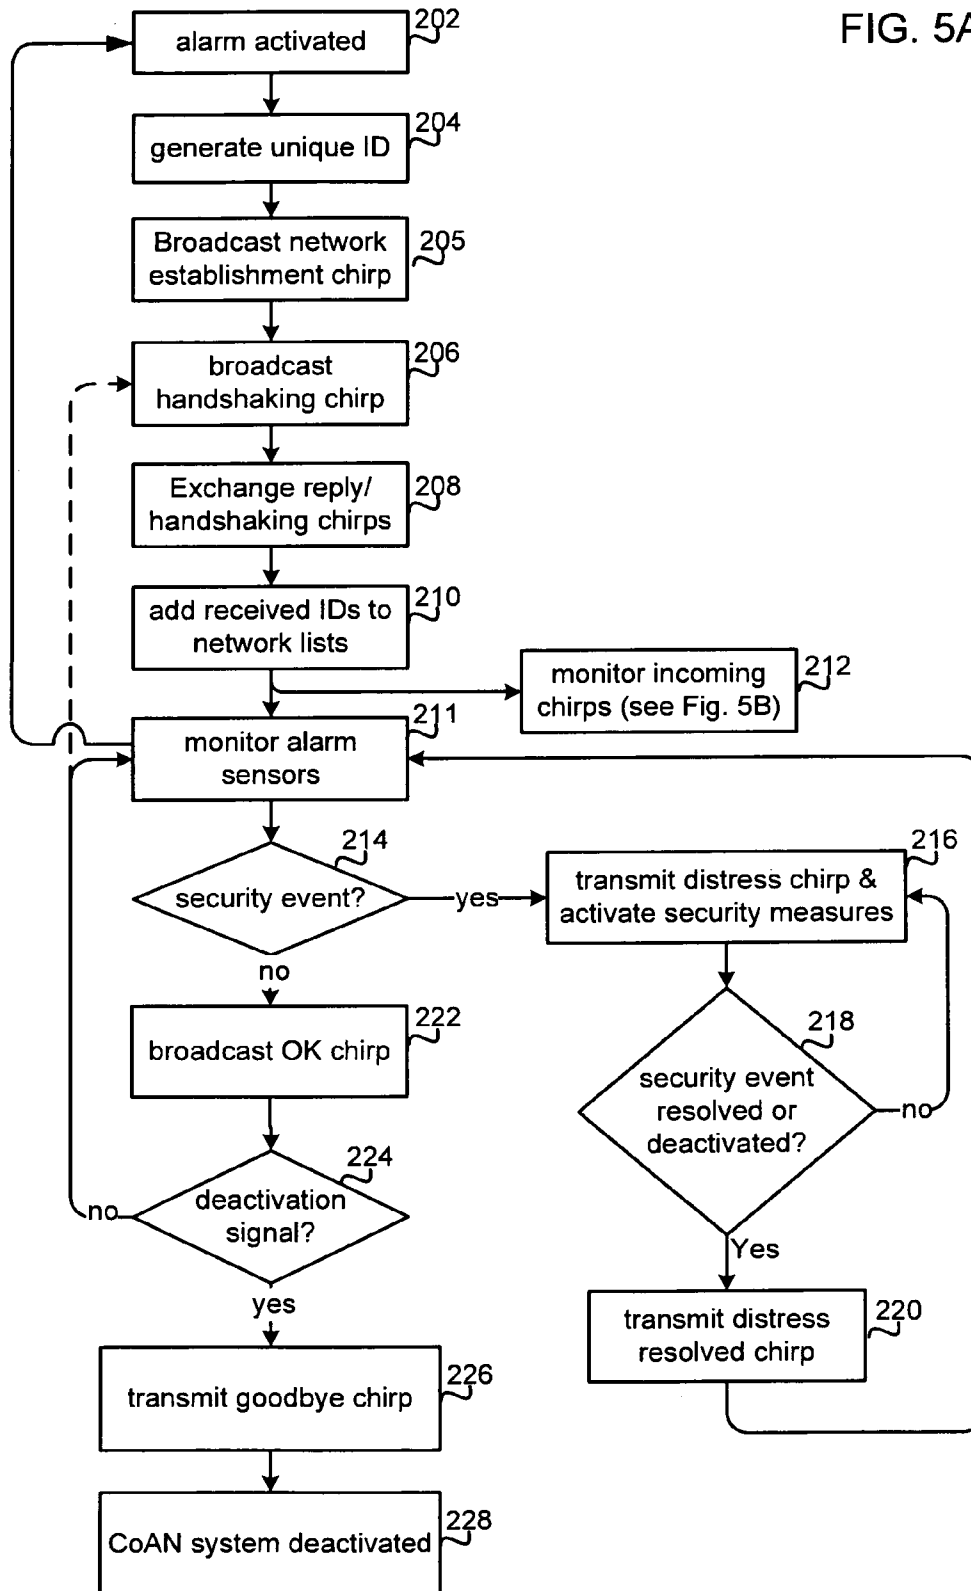 FIG. 5A
202
alarm activated
204
generate unique ID
205
Broadcast network
establishment chirp
206
broadcast
handshaking chirp
208
Exchange reply/
handshaking chirps
210
add received IDs to
network lists
212
monitor incoming
chirps (see Fig. 5B)
211
monitor alarm
sensors
214
security event?
yes
no
216
transmit distress chirp &
activate security measures
218
security event
resolved or
deactivated?
no
Yes
220
transmit distress
resolved chirp
222
broadcast OK chirp
224
deactivation
signal?
no
yes
226
transmit goodbye chirp
228
CoAN system deactivated